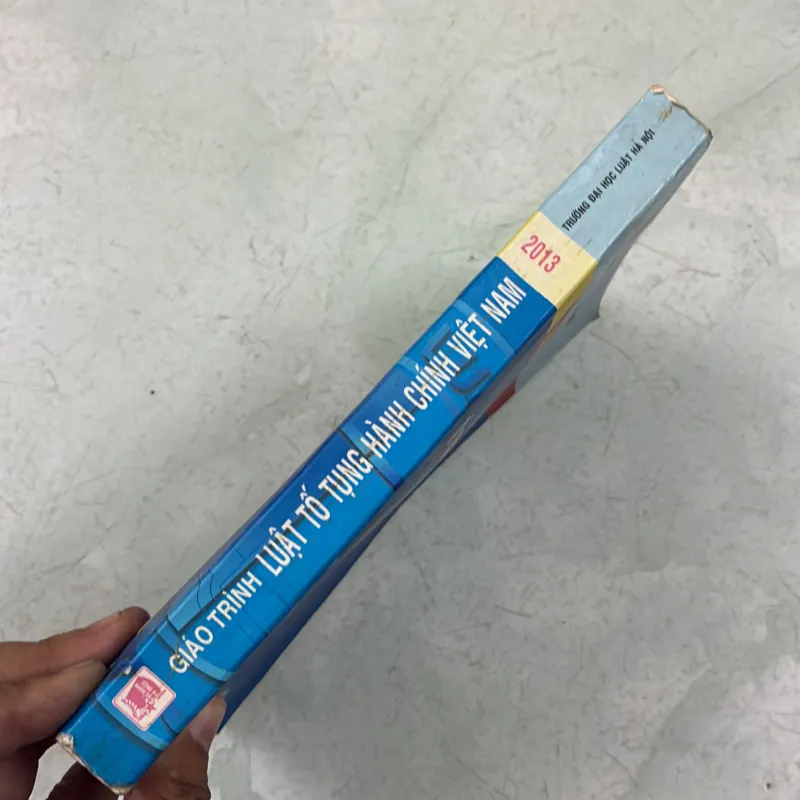 TRƯỜNG ĐẠI HỌC LUẬT HÀ NỘI
2013
GIÁO TRÌNH LUẬT TỐ TỤNG HÀNH CHÍNH VIỆT NAM